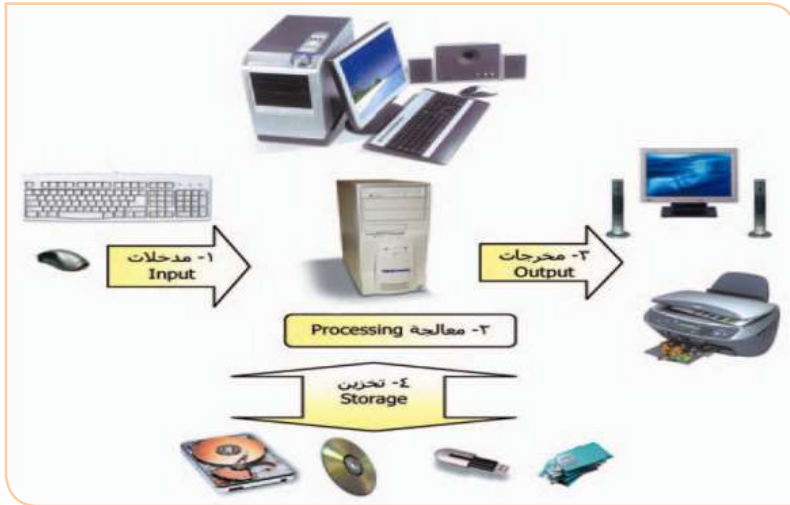 ١- مدخلات
Input
٢- معالجة Processing
٣- مخرجات
Output
٤- تخزين
Storage